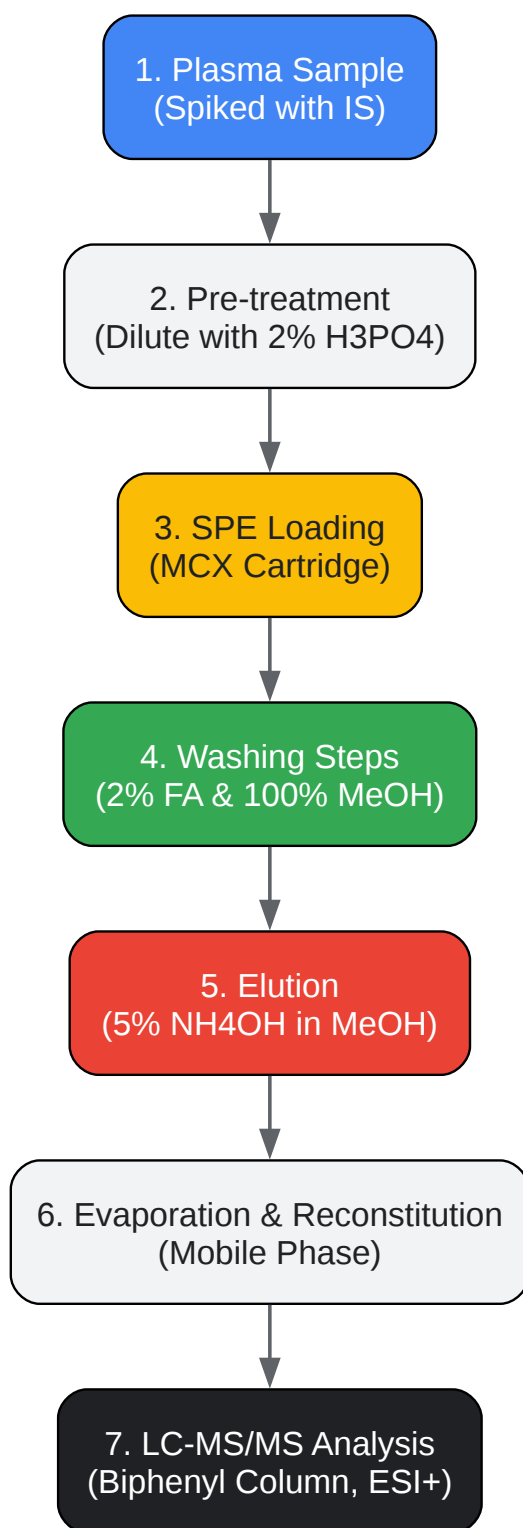 1. Plasma Sample
(Spiked with IS)
2. Pre-treatment
(Dilute with 2% H3PO4)
3. SPE Loading
(MCX Cartridge)
4. Washing Steps
(2% FA & 100% MeOH)
5. Elution
(5% NH4OH in MeOH)
6. Evaporation & Reconstitution
(Mobile Phase)
7. LC-MS/MS Analysis
(Biphenyl Column, ESI+)